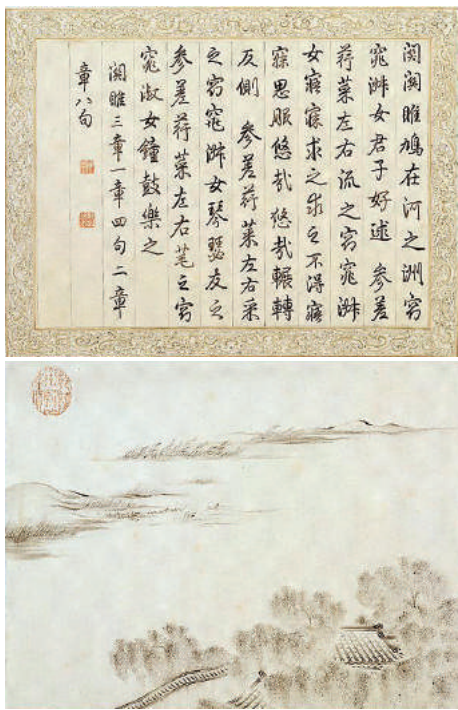 關關雎鳩在河之洲窈
窕淑女君子好逑 參差
荇菜左右流之窈窕淑
女寤寐求之求之不得寤
寐思服悠哉悠哉輾轉
反側 參差荇菜左右采
之窈窕淑女琴瑟友之
參差荇菜左右芼之窈
窕淑女鐘鼓樂之
關雎三章一章四句二章
章八句